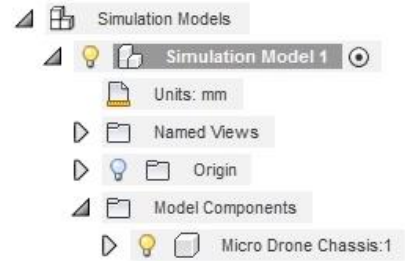 Simulation Models
Simulation Model 1
Units: mm
Named Views
Origin
Model Components
Micro Drone Chassis:1